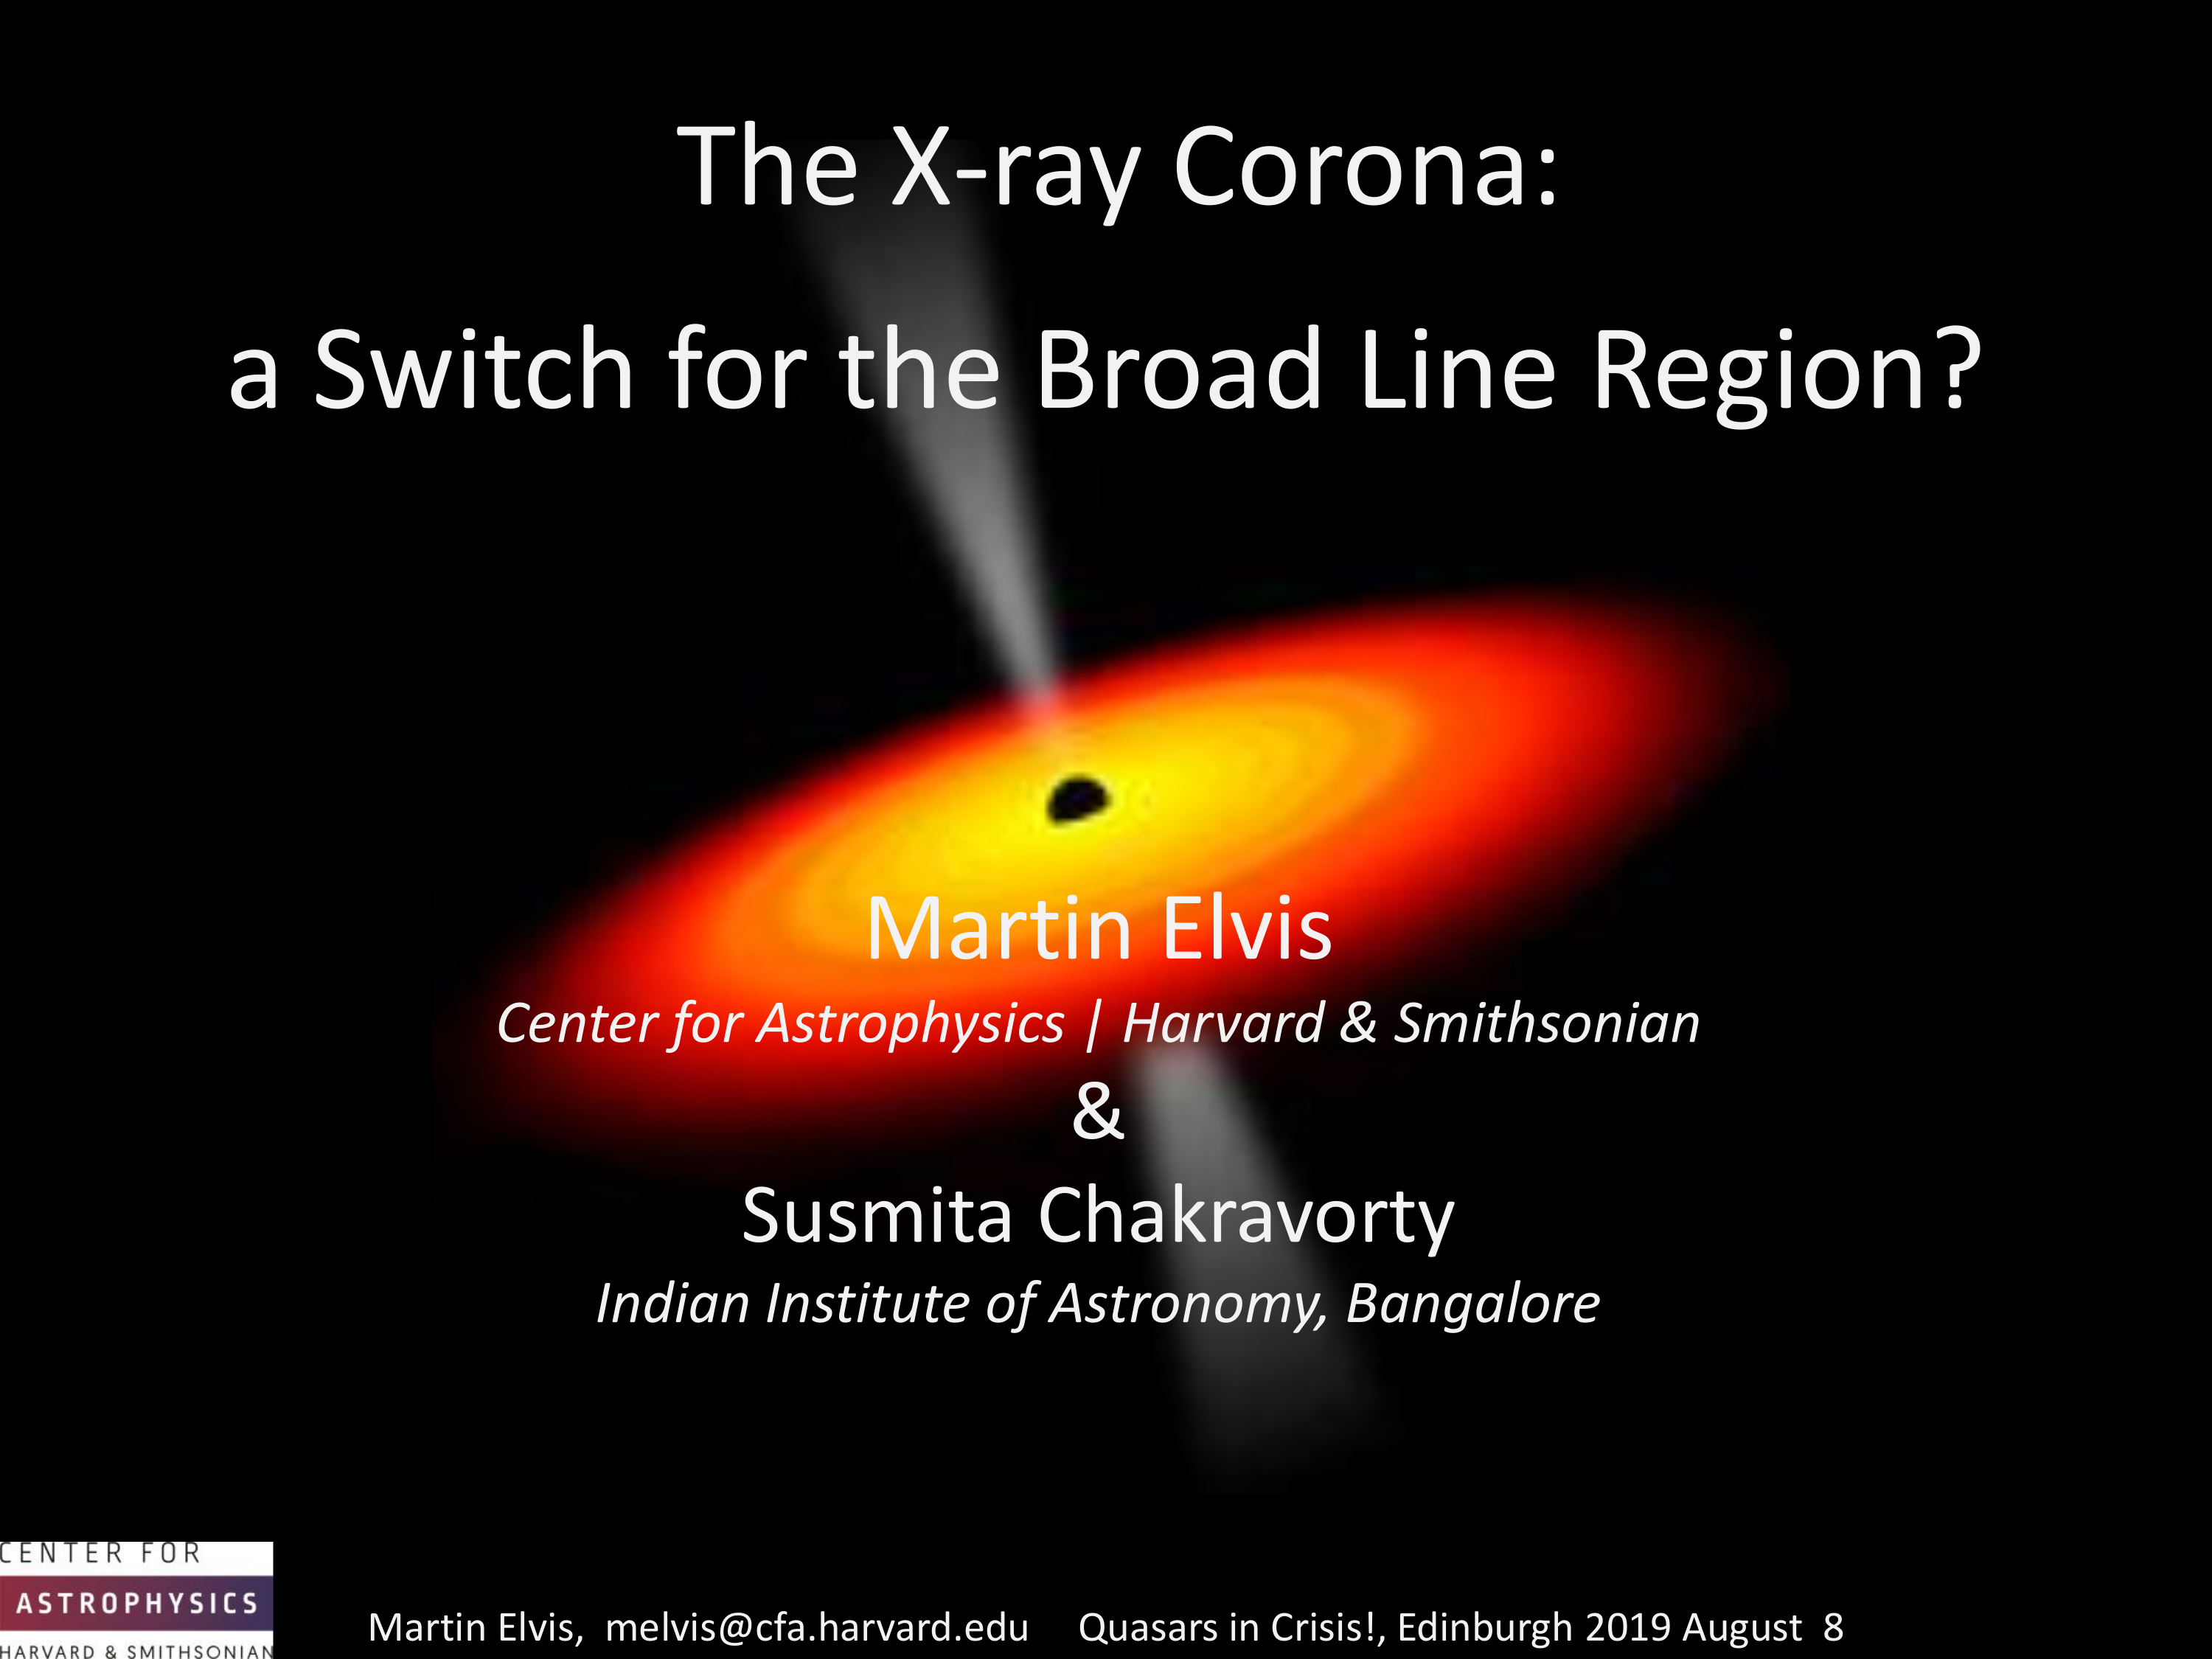 The X-ray Corona:
a Switch for the Broad Line Region?
Martin Elvis
Center for Astrophysics | Harvard & Smithsonian
&
Susmita Chakravorty
Indian Institute of Astronomy, Bangalore
CENTER FOR
ASTROPHYSICS
HARVARD & SMITHSONIAN
Martin Elvis, melvis@cfa.harvard.edu Quasars in Crisis!, Edinburgh 2019 August 8